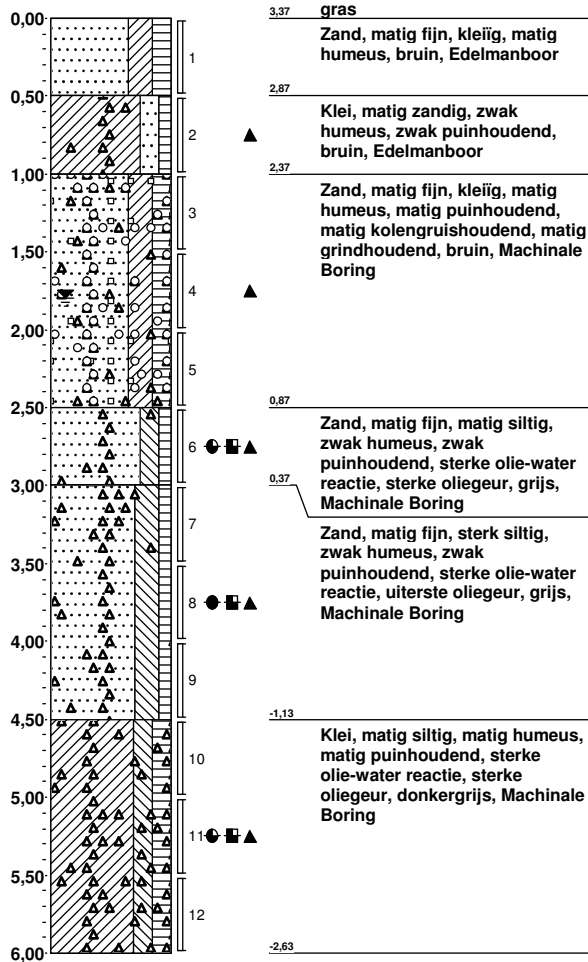 gras
0,00
3,37
Zand, matig fijn, kleiïg, matig
humeus, bruin, Edelmanboor
1
0,50
2,87
Klei, matig zandig, zwak
humeus, zwak puinhoudend,
bruin, Edelmanboor
2
1,00
2,37
Zand, matig fijn, kleiïg, matig
humeus, matig puinhoudend,
matig kolengruishoudend, matig
grindhoudend, bruin, Machinale
Boring
3
1,50
4
2,00
5
2,50
0,87
Zand, matig fijn, matig siltig,
zwak humeus, zwak
puinhoudend, sterke olie-water
reactie, sterke oliegeur, grijs,
Machinale Boring
6
3,00
0,37
Zand, matig fijn, sterk siltig,
zwak humeus, zwak
puinhoudend, sterke olie-water
reactie, uiterste oliegeur, grijs,
Machinale Boring
7
3,50
8
4,00
9
4,50
-1,13
Klei, matig siltig, matig humeus,
matig puinhoudend, sterke
olie-water reactie, sterke
oliegeur, donkergrijs, Machinale
Boring
10
5,00
11
5,50
12
6,00
-2,63